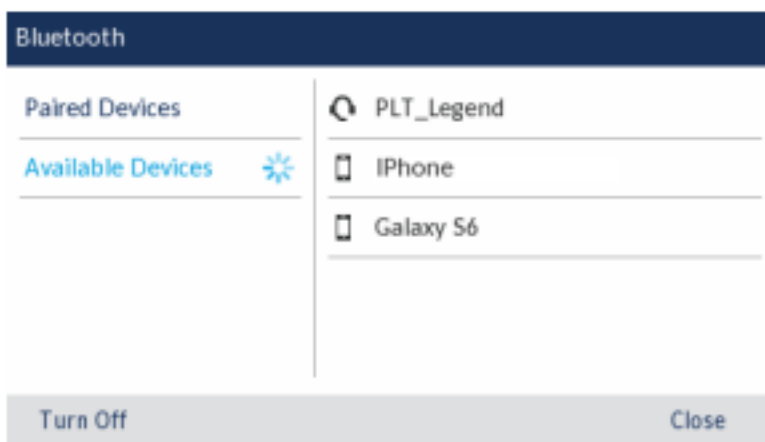 Bluetooth
Paired Devices
Available Devices
PLT_Legend
IPhone
Galaxy S6
Turn Off
Close